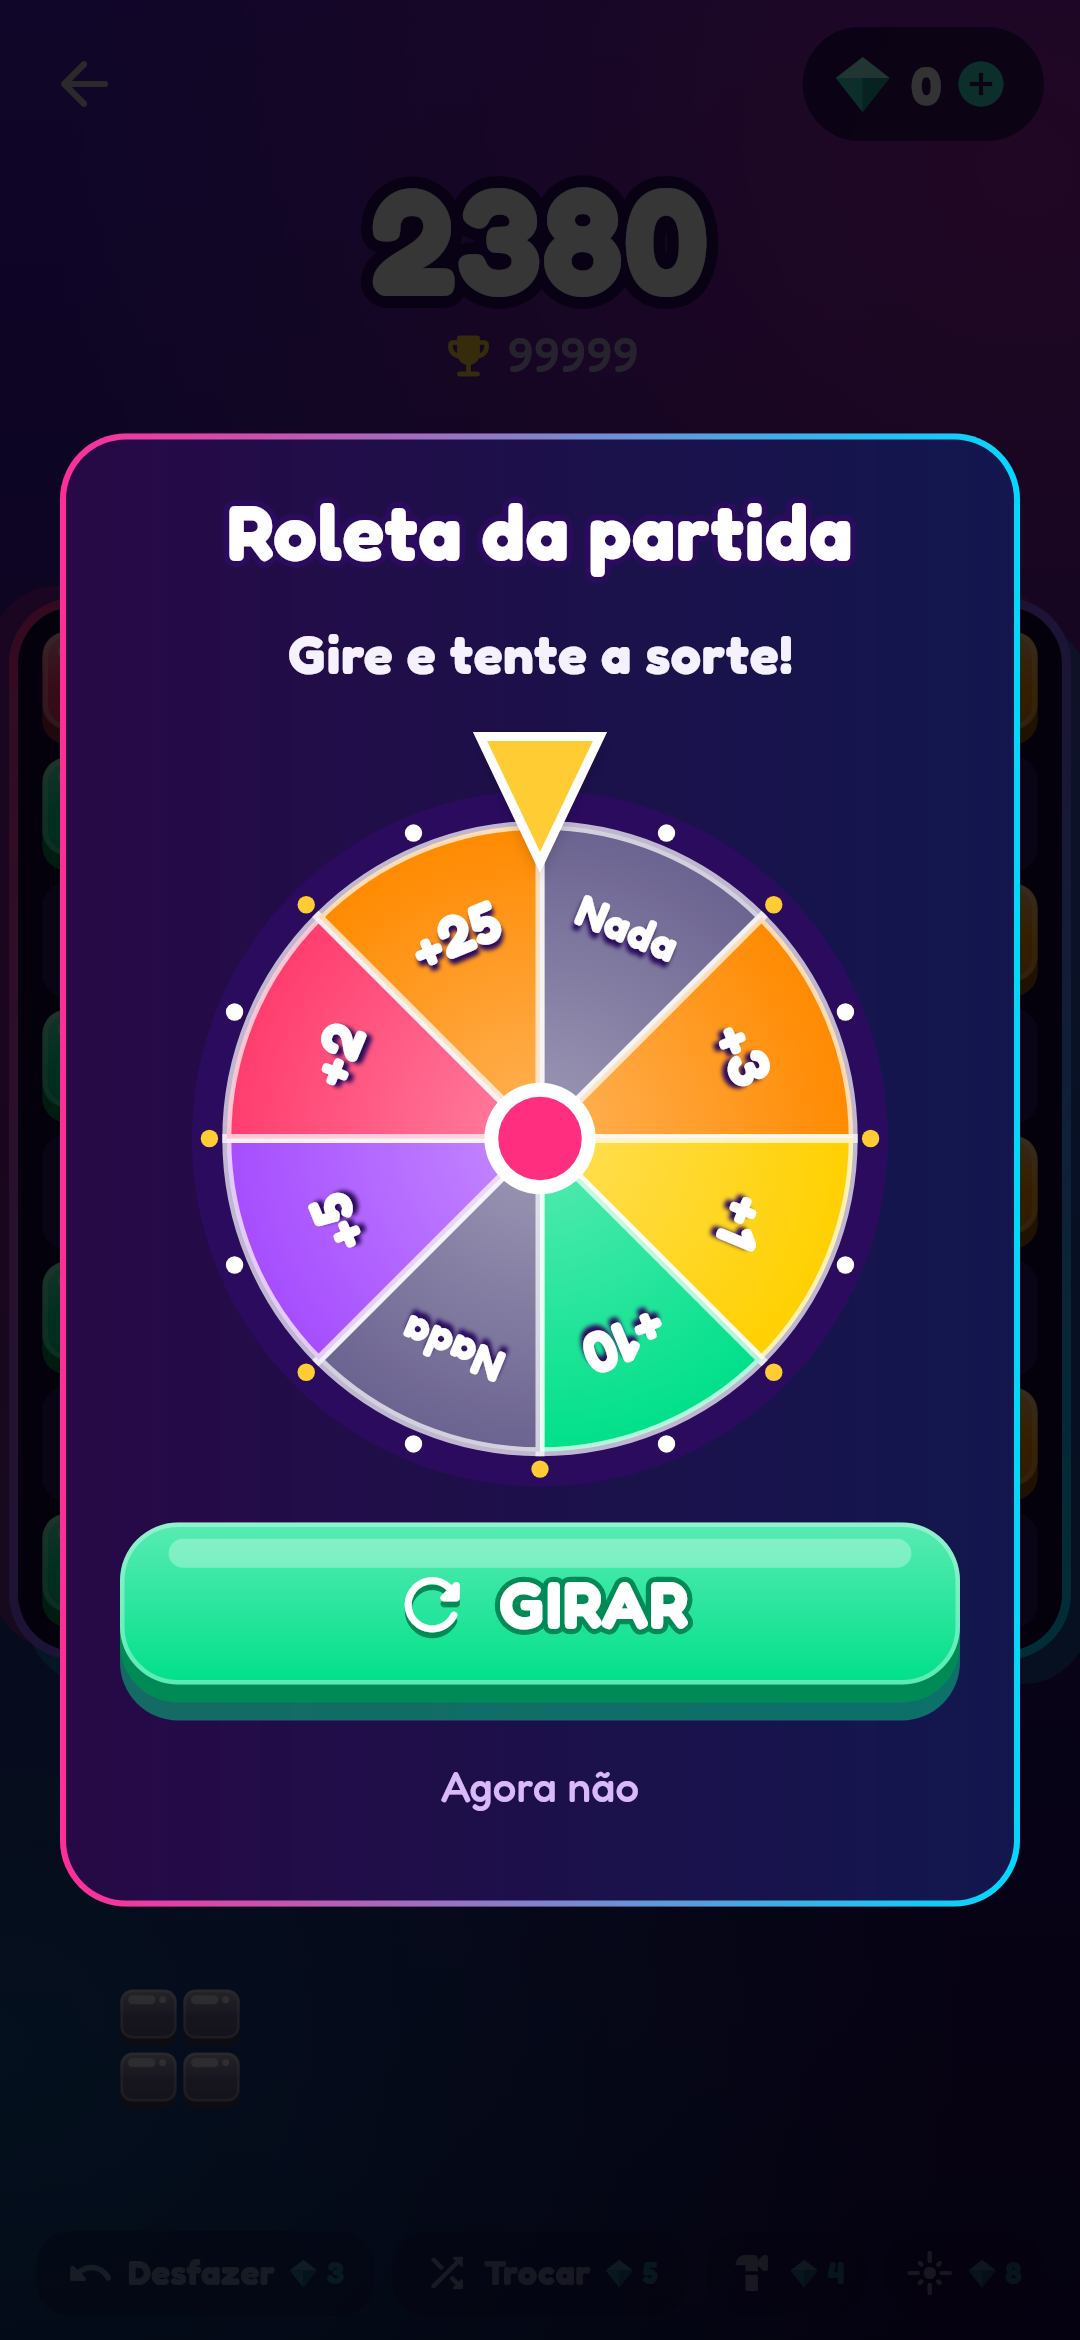 0
2380
99999
Roleta da partida
Gire e tente a sorte!
+25
Nada
+2
+3
+5
+1
Nada
+10
GIRAR
Agora não
Desfazer 3
Trocar 5
4
8